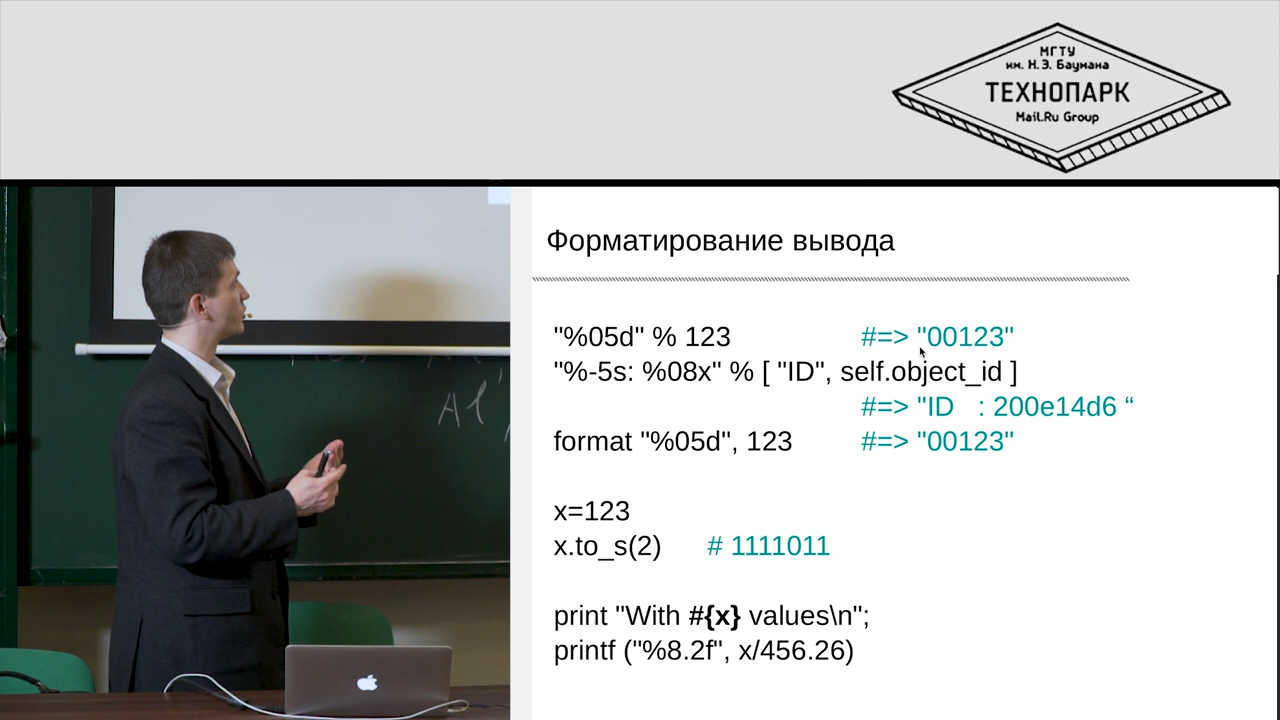 МГТУ
им. Н.Э. Баумана
ТЕХНОПАРК
Mail.Ru Group
Форматирование вывода
"%05d" % 123 #=> "00123"
"%-5s: %08x" % [ "ID", self.object_id ]
#=> "ID : 200e14d6 “
format "%05d", 123 #=> "00123"
x=123
x.to_s(2) # 1111011
print "With #{x} values\n";
printf ("%8.2f", x/456.26)
Al'